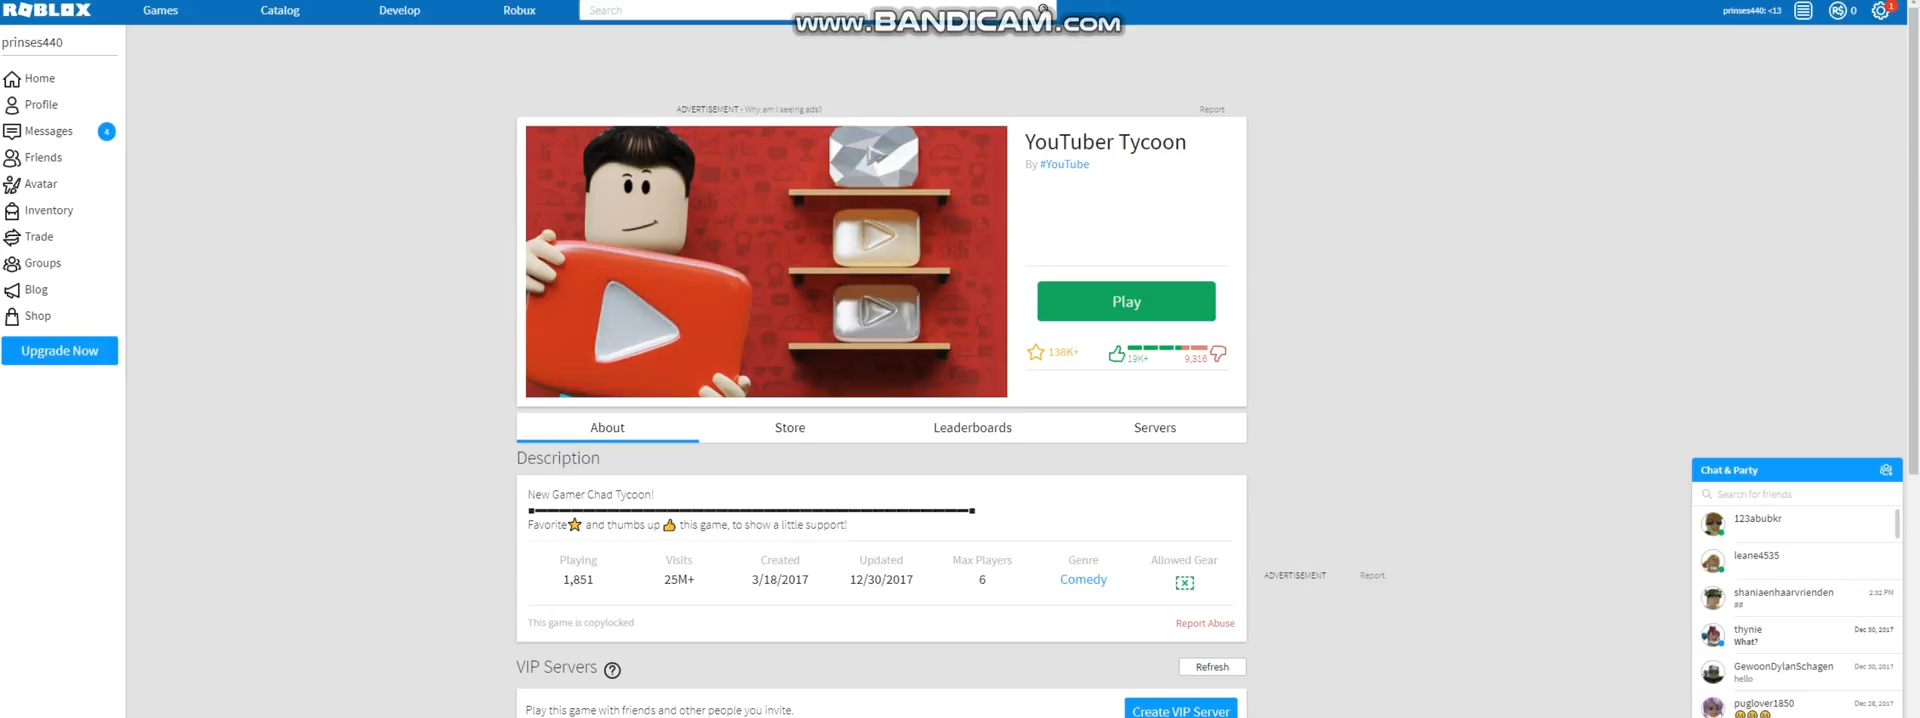 ROBLOX
Games
Catalog
Develop
Robux
Search
www.BANDICAM.com
prinses440: <13
R$ 0
1
prinses440
Home
Profile
Messages 4
Friends
Avatar
Inventory
Trade
Groups
Blog
Shop
Upgrade Now
ADVERTISEMENT - Why am I seeing ads?
Report
YouTuber Tycoon
By #YouTube
Play
138K+
19K+
9,316
About
Store
Leaderboards
Servers
Description
New Gamer Chad Tycoon!
Favorite⭐ and thumbs up 👍 this game, to show a little support!
Playing
Visits
Created
Updated
Max Players
Genre
Allowed Gear
1,851
25M+
3/18/2017
12/30/2017
6
Comedy
This game is copylocked
Report Abuse
ADVERTISEMENT
Report
VIP Servers ?
Refresh
Play this game with friends and other people you invite.
Create VIP Server
Chat & Party
Search for friends
123abubkr
leane4535
shaniaenhaarvrienden 2:32 PM
##
thynie Dec 30, 2017
What?
GewoonDylanSchagen Dec 30, 2017
hello
puglover1850 Dec 28, 2017